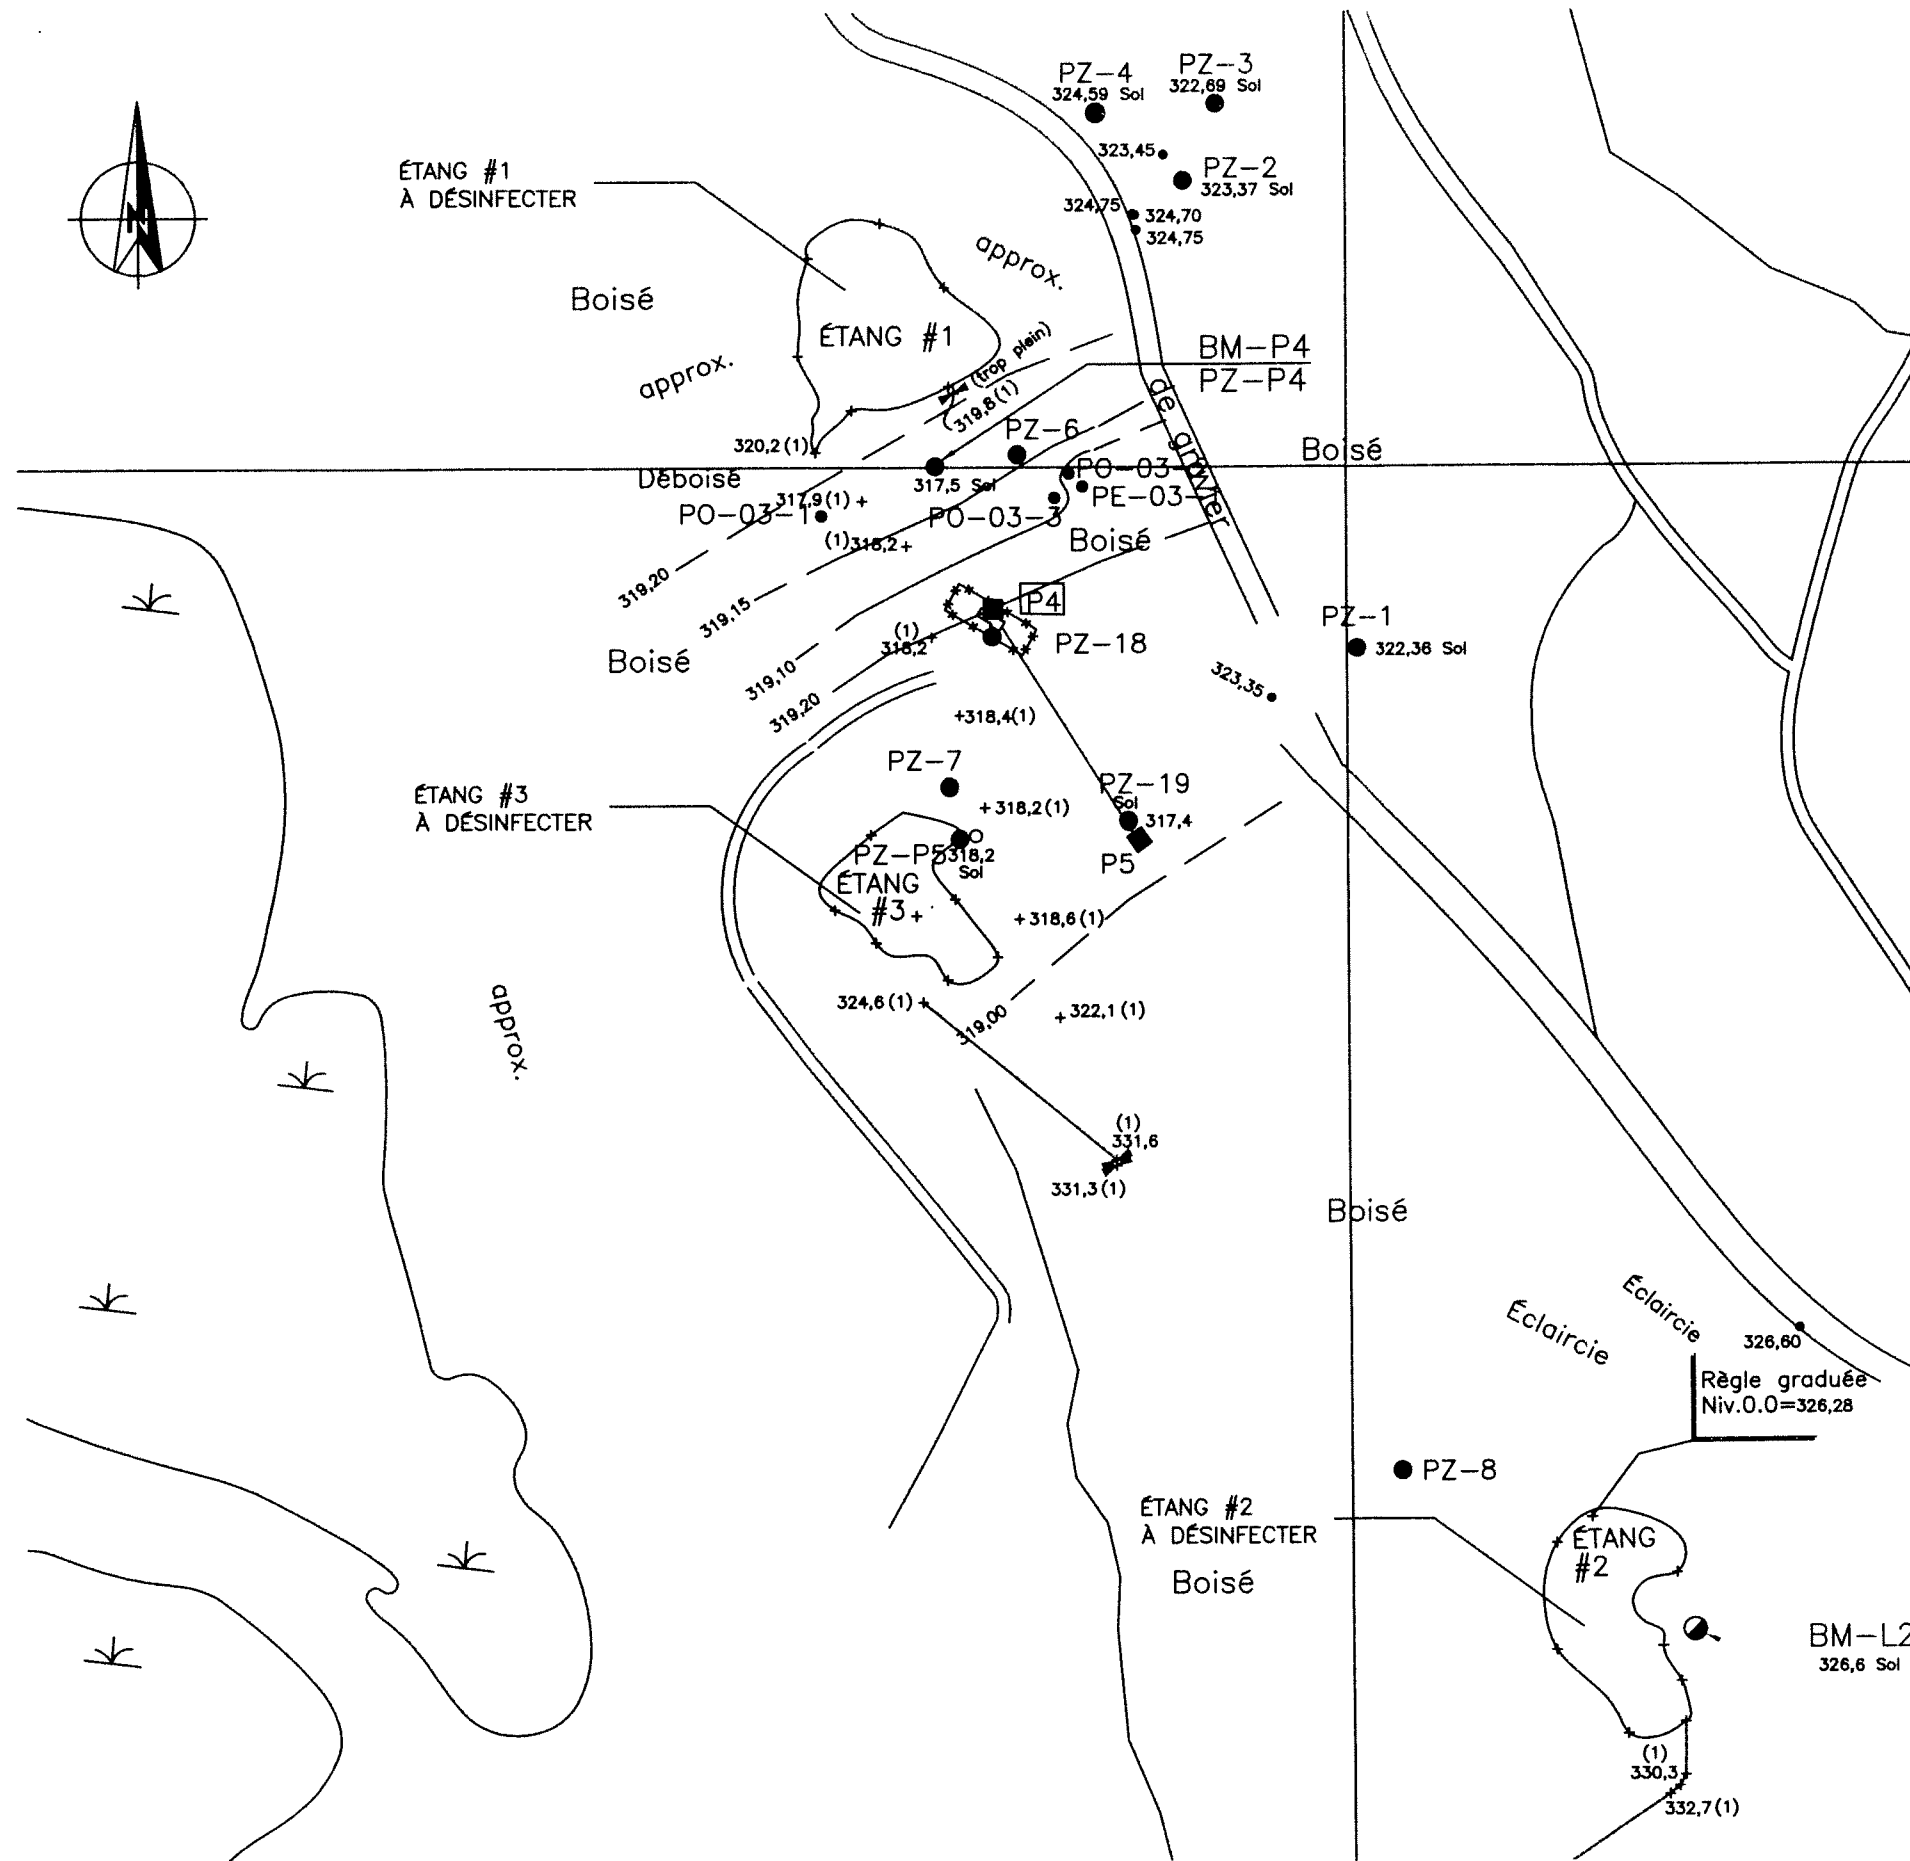 PZ-4
324,59 Sol
PZ-3
322,69 Sol
323,45
PZ-2
323,37 Sol
324,75
324,70
324,75
N
ÉTANG #1
À DÉSINFECTER
approx.
Boisé
ÉTANG #1
(trop plein)
319,8(1)
approx.
BM-P4
PZ-P4
de gravier
PZ-6
320,2(1)
Boisé
Déboisé
317,5 Sol
317,9(1)
PO-03-1
PO-03-3
PO-03-
PE-03-
(1)318,2
Boisé
319,20
319,15
319,10
319,20
P4
(1)
318,2
PZ-18
Boisé
PZ-1
322,36 Sol
323,35
318,4(1)
PZ-7
ÉTANG #3
À DÉSINFECTER
318,2(1)
PZ-19
Sol
317,4
P5
PZ-P5
318,2
Sol
ÉTANG
#3
318,6(1)
324,6(1)
319,00
322,1(1)
approx.
(1)
331,6
331,3(1)
Boisé
Éclaircie
Éclaircie
326,60
Règle graduée
Niv.0.0=326,28
PZ-8
ÉTANG #2
À DÉSINFECTER
Boisé
ÉTANG
#2
BM-L2
326,6 Sol
(1)
330,3
332,7(1)